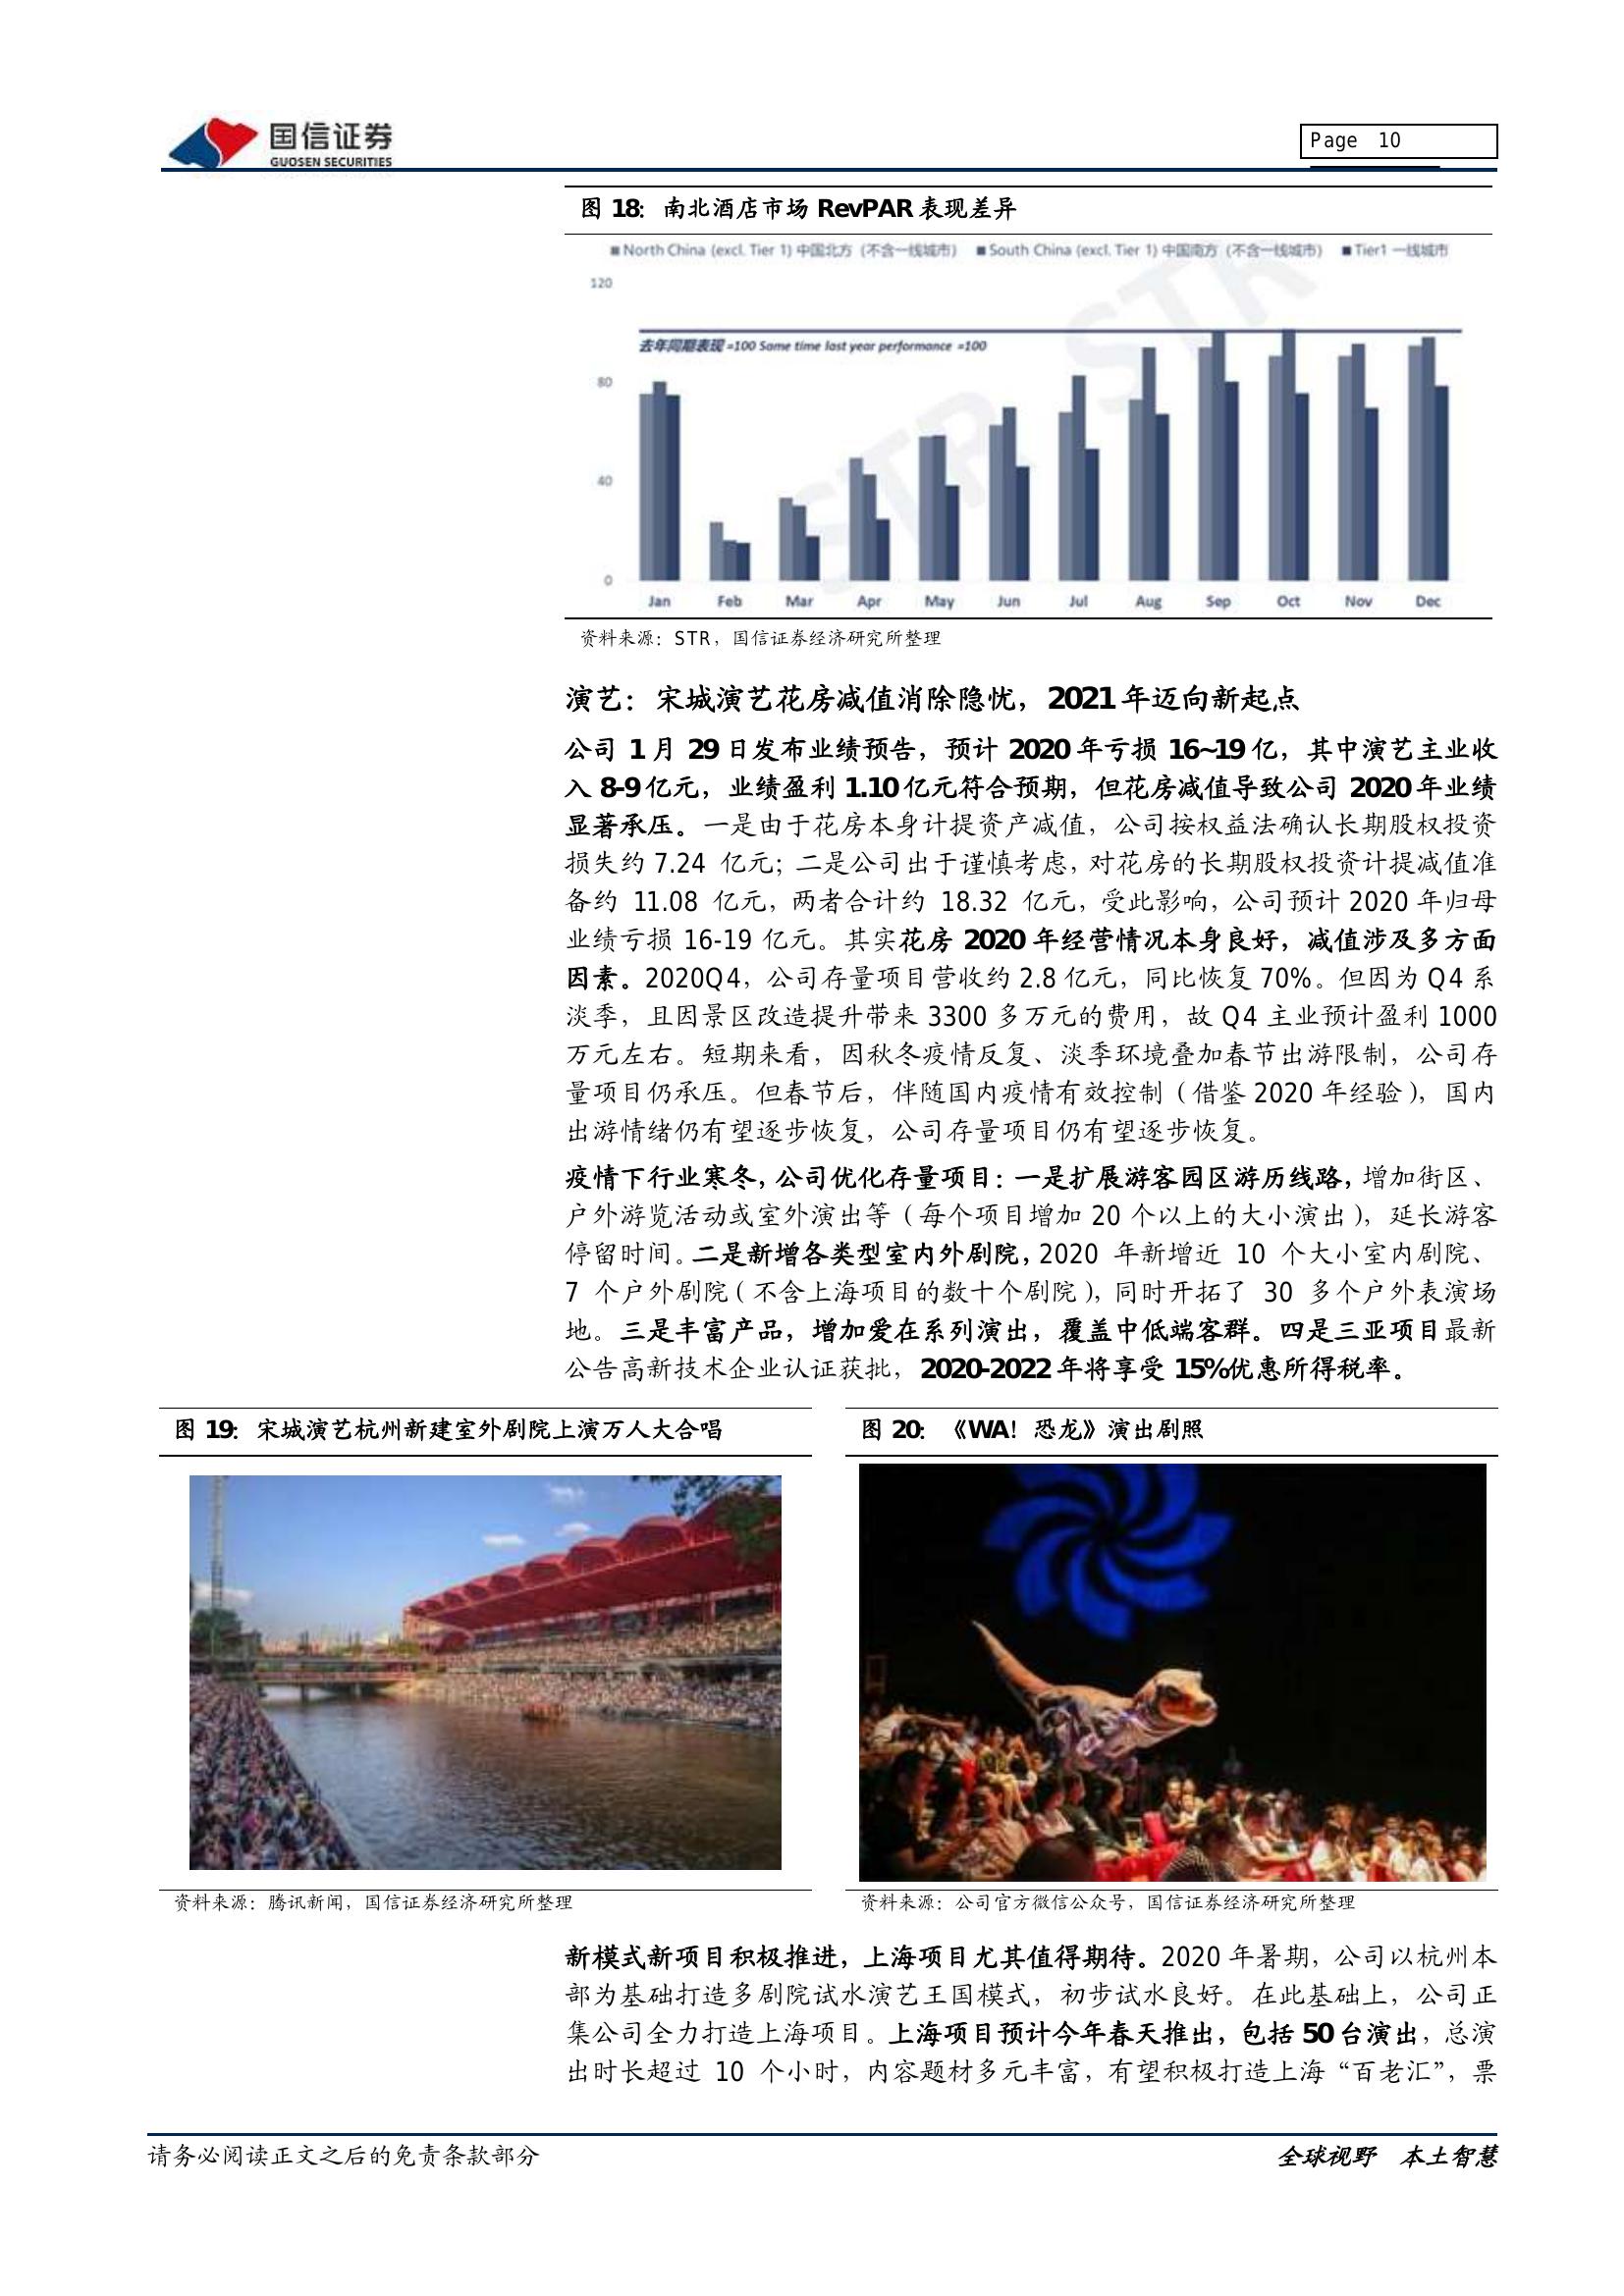 国信证券
GUOSEN SECURITIES
Page 10
图 18：南北酒店市场 RevPAR 表现差异
North China (excl. Tier 1) 中国北方（不含一线城市） South China (excl. Tier 1) 中国南方（不含一线城市） Tier1 一线城市
120
去年同期表现 =100 Same time last year performance =100
80
40
0
Jan Feb Mar Apr May Jun Jul Aug Sep Oct Nov Dec
STR STR
资料来源：STR，国信证券经济研究所整理
演艺：宋城演艺花房减值消除隐忧，2021 年迈向新起点
公司 1 月 29 日发布业绩预告，预计 2020 年亏损 16~19 亿，其中演艺主业收
入 8-9 亿元，业绩盈利 1.10 亿元符合预期，但花房减值导致公司 2020 年业绩
显著承压。一是由于花房本身计提资产减值，公司按权益法确认长期股权投资
损失约 7.24 亿元；二是公司出于谨慎考虑，对花房的长期股权投资计提减值准
备约 11.08 亿元，两者合计约 18.32 亿元，受此影响，公司预计 2020 年归母
业绩亏损 16-19 亿元。其实花房 2020 年经营情况本身良好，减值涉及多方面
因素。2020Q4，公司存量项目营收约 2.8 亿元，同比恢复 70%。但因为 Q4 系
淡季，且因景区改造提升带来 3300 多万元的费用，故 Q4 主业预计盈利 1000
万元左右。短期来看，因秋冬疫情反复、淡季环境叠加春节出游限制，公司存
量项目仍承压。但春节后，伴随国内疫情有效控制（借鉴 2020 年经验），国内
出游情绪仍有望逐步恢复，公司存量项目仍有望逐步恢复。
疫情下行业寒冬，公司优化存量项目：一是扩展游客园区游历线路，增加街区、
户外游览活动或室外演出等（每个项目增加 20 个以上的大小演出），延长游客
停留时间。二是新增各类型室内外剧院，2020 年新增近 10 个大小室内剧院、
7 个户外剧院（不含上海项目的数十个剧院），同时开拓了 30 多个户外表演场
地。三是丰富产品，增加爱在系列演出，覆盖中低端客群。四是三亚项目最新
公告高新技术企业认证获批，2020-2022 年将享受 15%优惠所得税率。
图 19：宋城演艺杭州新建室外剧院上演万人大合唱
资料来源：腾讯新闻，国信证券经济研究所整理
图 20：《WA！恐龙》演出剧照
资料来源：公司官方微信公众号，国信证券经济研究所整理
新模式新项目积极推进，上海项目尤其值得期待。2020 年暑期，公司以杭州本
部为基础打造多剧院试水演艺王国模式，初步试水良好。在此基础上，公司正
集公司全力打造上海项目。上海项目预计今年春天推出，包括 50 台演出，总演
出时长超过 10 个小时，内容题材多元丰富，有望积极打造上海“百老汇”，票
请务必阅读正文之后的免责条款部分
全球视野 本土智慧